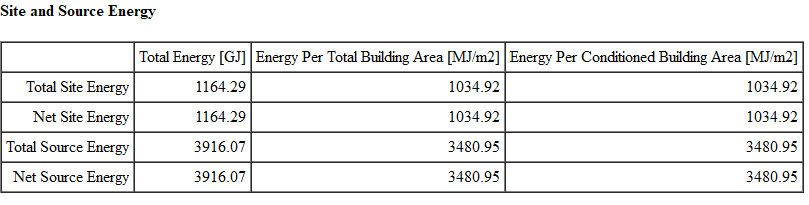 Site and Source Energy
Total Energy [GJ] Energy Per Total Building Area [MJ/m2] Energy Per Conditioned Building Area [MJ/m2]
Total Site Energy 1164.29 1034.92 1034.92
Net Site Energy 1164.29 1034.92 1034.92
Total Source Energy 3916.07 3480.95 3480.95
Net Source Energy 3916.07 3480.95 3480.95